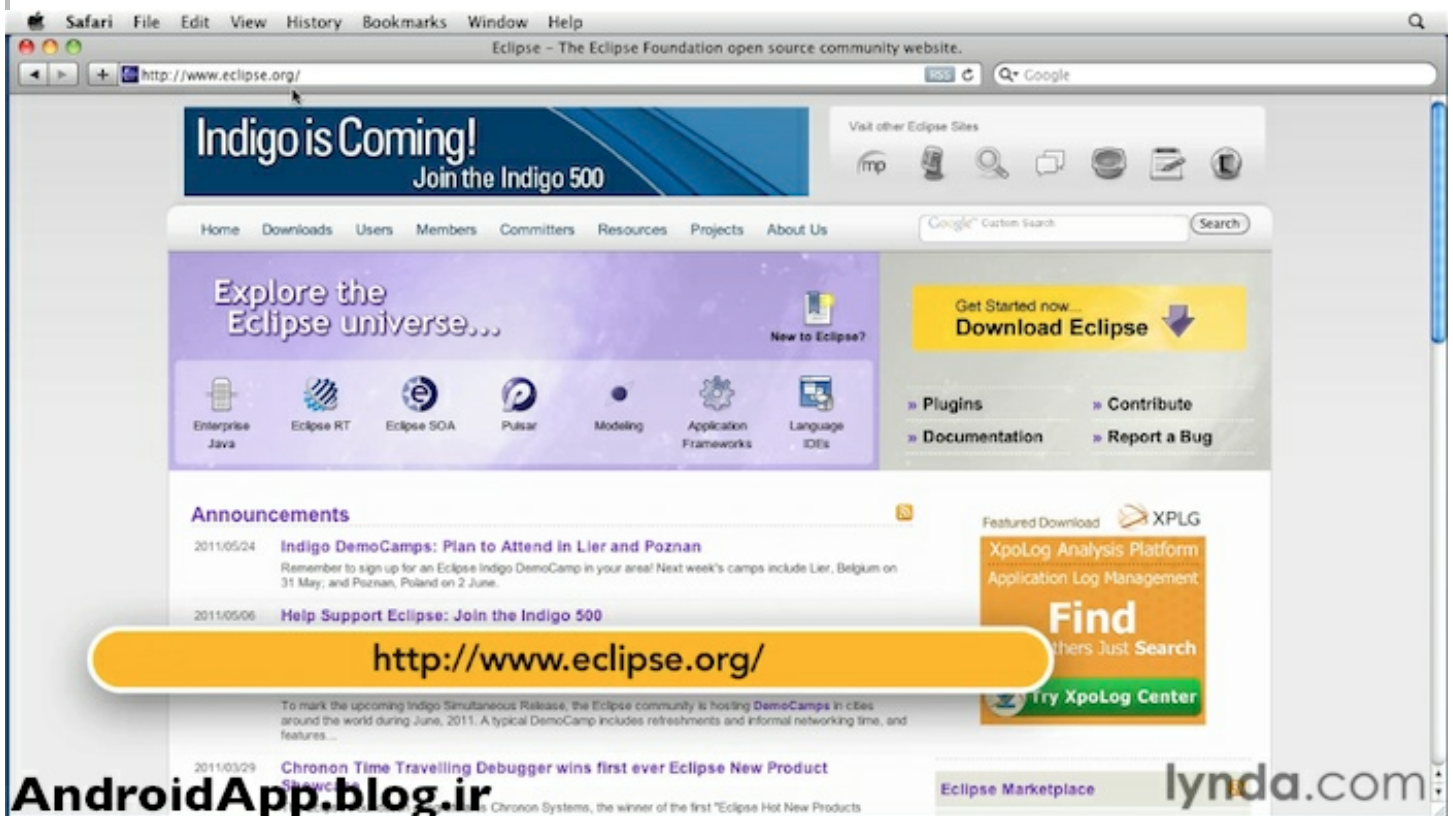 Safari File Edit View History Bookmarks Window Help
Eclipse – The Eclipse Foundation open source community website.
http://www.eclipse.org/
RSS
Google
Indigo is Coming!
Join the Indigo 500
Visit other Eclipse Sites
mp
Home Downloads Users Members Committers Resources Projects About Us
Google™ Custom Search
Search
Explore the
Eclipse universe...
New to Eclipse?
Get Started now...
Download Eclipse
Enterprise Java
Eclipse RT
Eclipse SOA
Pulsar
Modeling
Application Frameworks
Language IDEs
» Plugins
» Contribute
» Documentation
» Report a Bug
Announcements
2011/05/24 Indigo DemoCamps: Plan to Attend in Lier and Poznan
Remember to sign up for an Eclipse Indigo DemoCamp in your area! Next week's camps include Lier, Belgium on
31 May; and Poznan, Poland on 2 June.
2011/05/06 Help Support Eclipse: Join the Indigo 500
http://www.eclipse.org/
To mark the upcoming Indigo Simultaneous Release, the Eclipse community is hosting DemoCamps in cities
around the world during June, 2011. A typical DemoCamp includes refreshments and informal networking time, and
features...
2011/03/29 Chronon Time Travelling Debugger wins first ever Eclipse New Product
Showcase
Chronon Systems, the winner of the first "Eclipse Hot New Products
Featured Download XPLG
XpoLog Analysis Platform
Application Log Management
Find
Others Just Search
Try XpoLog Center
Eclipse Marketplace
AndroidApp.blog.ir
lynda.com